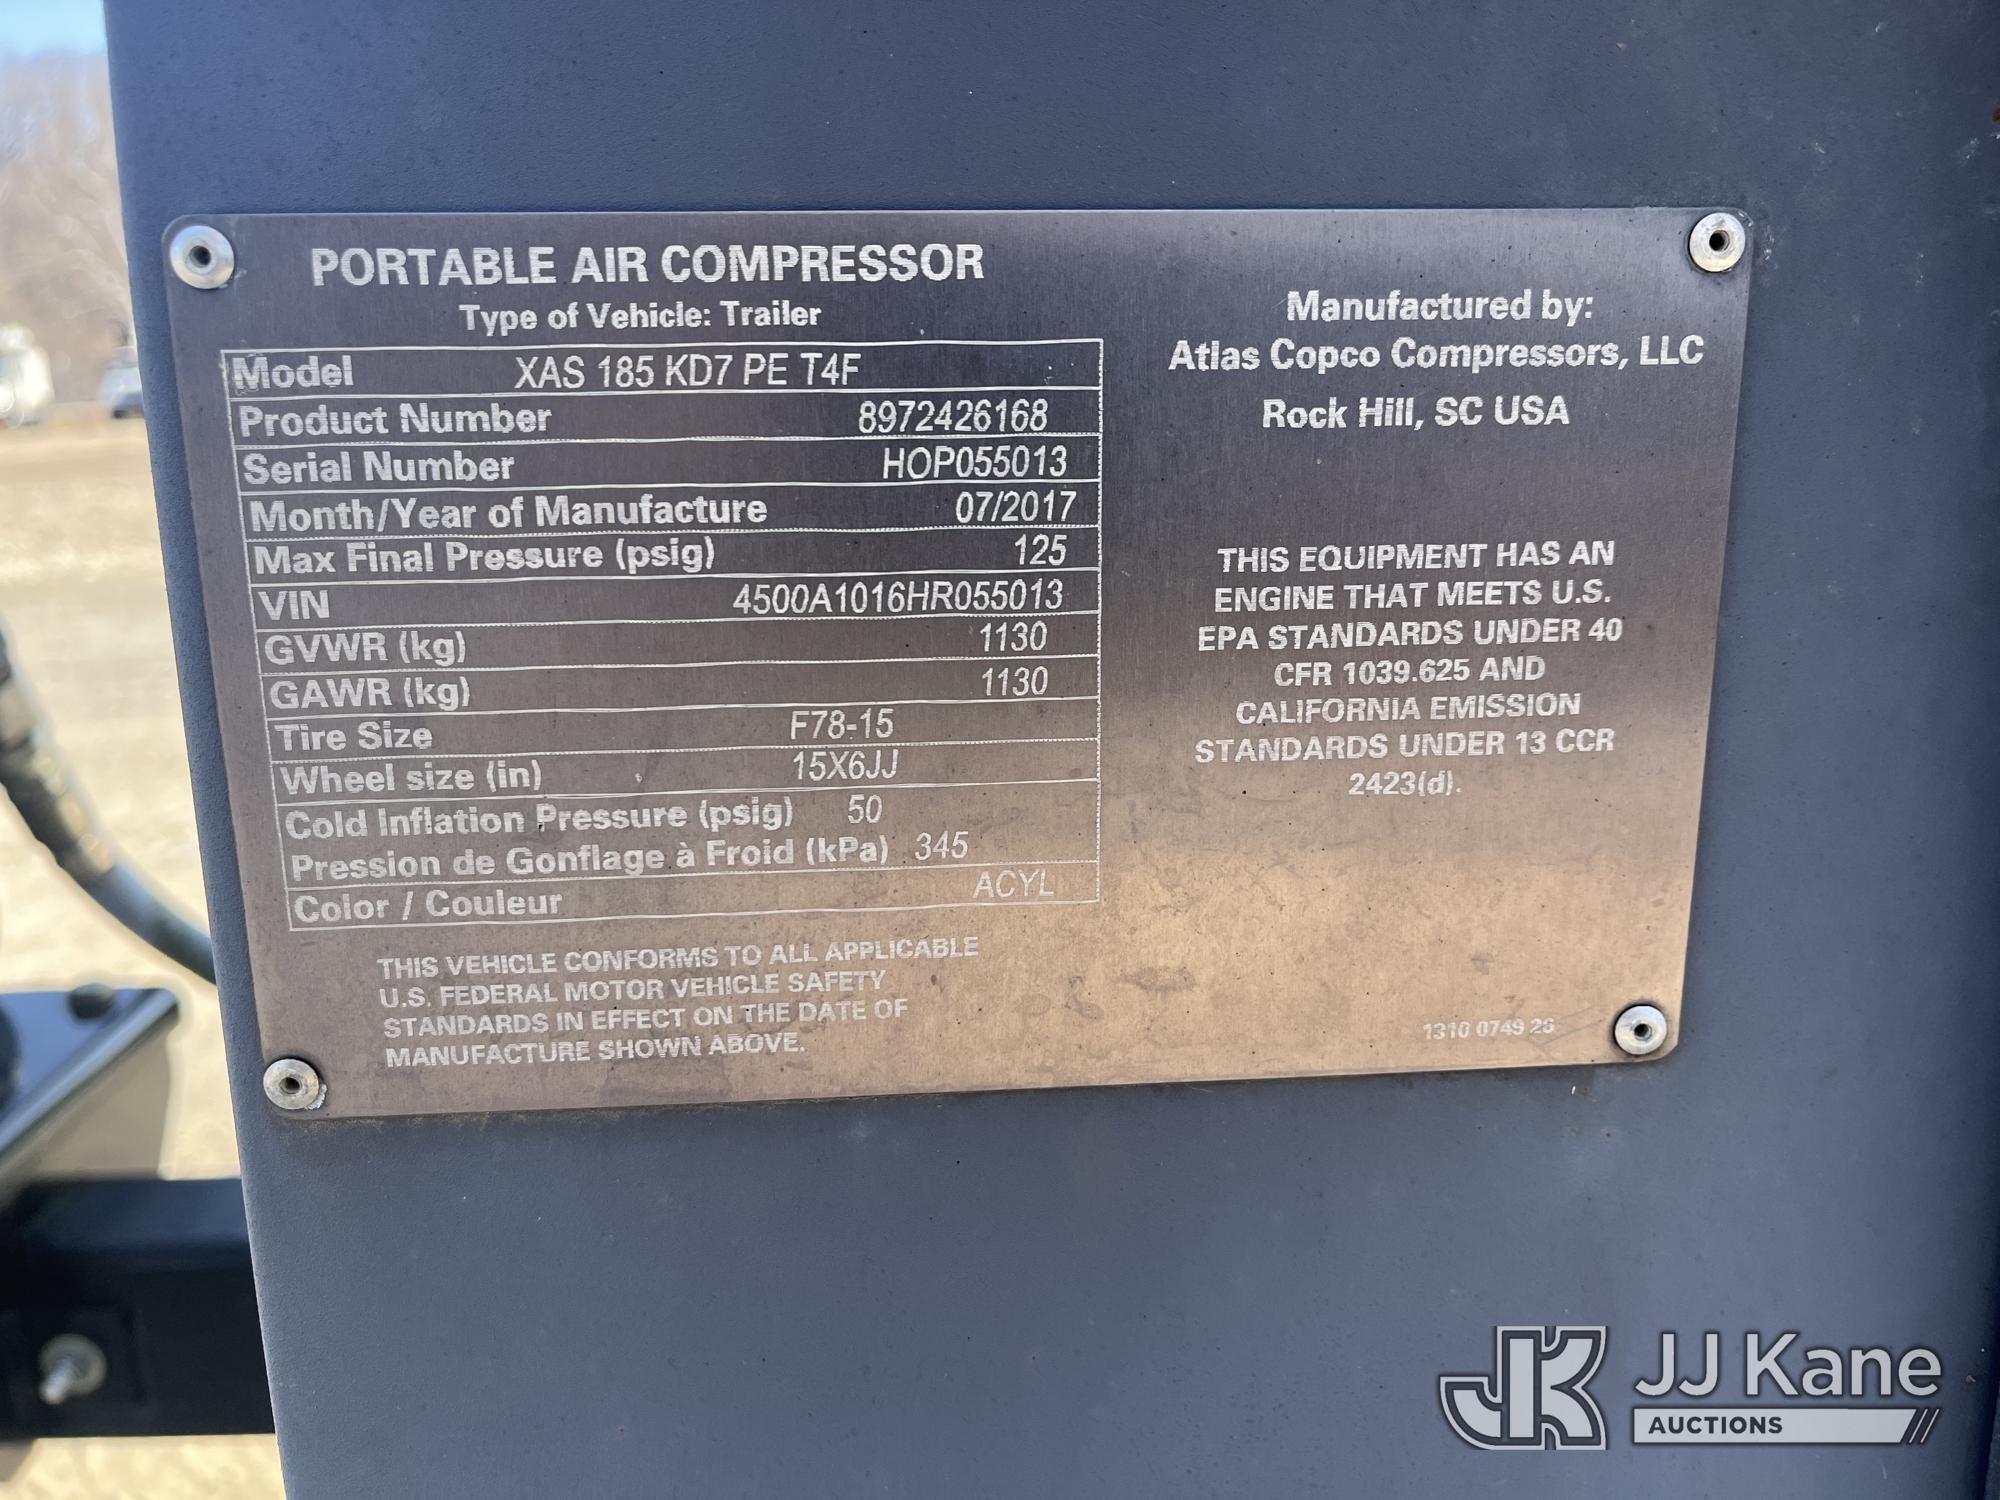 PORTABLE AIR COMPRESSOR
Type of Vehicle: Trailer
Model XAS 185 KD7 PE T4F
Product Number 8972426168
Serial Number HOP055013
Month/Year of Manufacture 07/2017
Max Final Pressure (psig) 125
VIN 4500A1016HR055013
GVWR (kg) 1130
GAWR (kg) 1130
Tire Size F78-15
Wheel size (in) 15X6JJ
Cold Inflation Pressure (psig) 50
Pression de Gonflage à Froid (kPa) 345
Color / Couleur ACYL
THIS VEHICLE CONFORMS TO ALL APPLICABLE
U.S. FEDERAL MOTOR VEHICLE SAFETY
STANDARDS IN EFFECT ON THE DATE OF
MANUFACTURE SHOWN ABOVE.
Manufactured by:
Atlas Copco Compressors, LLC
Rock Hill, SC USA
THIS EQUIPMENT HAS AN
ENGINE THAT MEETS U.S.
EPA STANDARDS UNDER 40
CFR 1039.625 AND
CALIFORNIA EMISSION
STANDARDS UNDER 13 CCR
2423(d).
1310 0749 26
JK JJ Kane
AUCTIONS